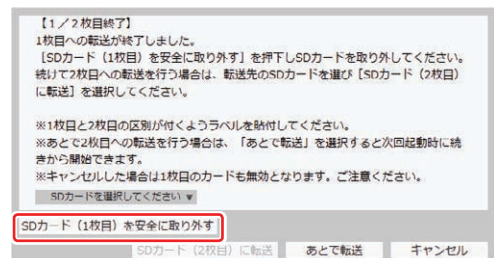 【1／2枚目終了】
1枚目への転送が終了しました。
［SDカード（1枚目）を安全に取り外す］を押下しSDカードを取り外してください。
続けて2枚目への転送を行う場合は、転送先のSDカードを選び［SDカード（2枚目）
に転送］を選択してください。
※1枚目と2枚目の区別が付くようラベルを貼付してください。
※あとで2枚目への転送を行う場合は、「あとで転送」を選択すると次回起動時に続
きから開始できます。
※キャンセルした場合は1枚目のカードも無効となります。ご注意ください。
SDカードを選択してください ▼
SDカード（1枚目）を安全に取り外す
SDカード（2枚目）に転送 あとで転送 キャンセル